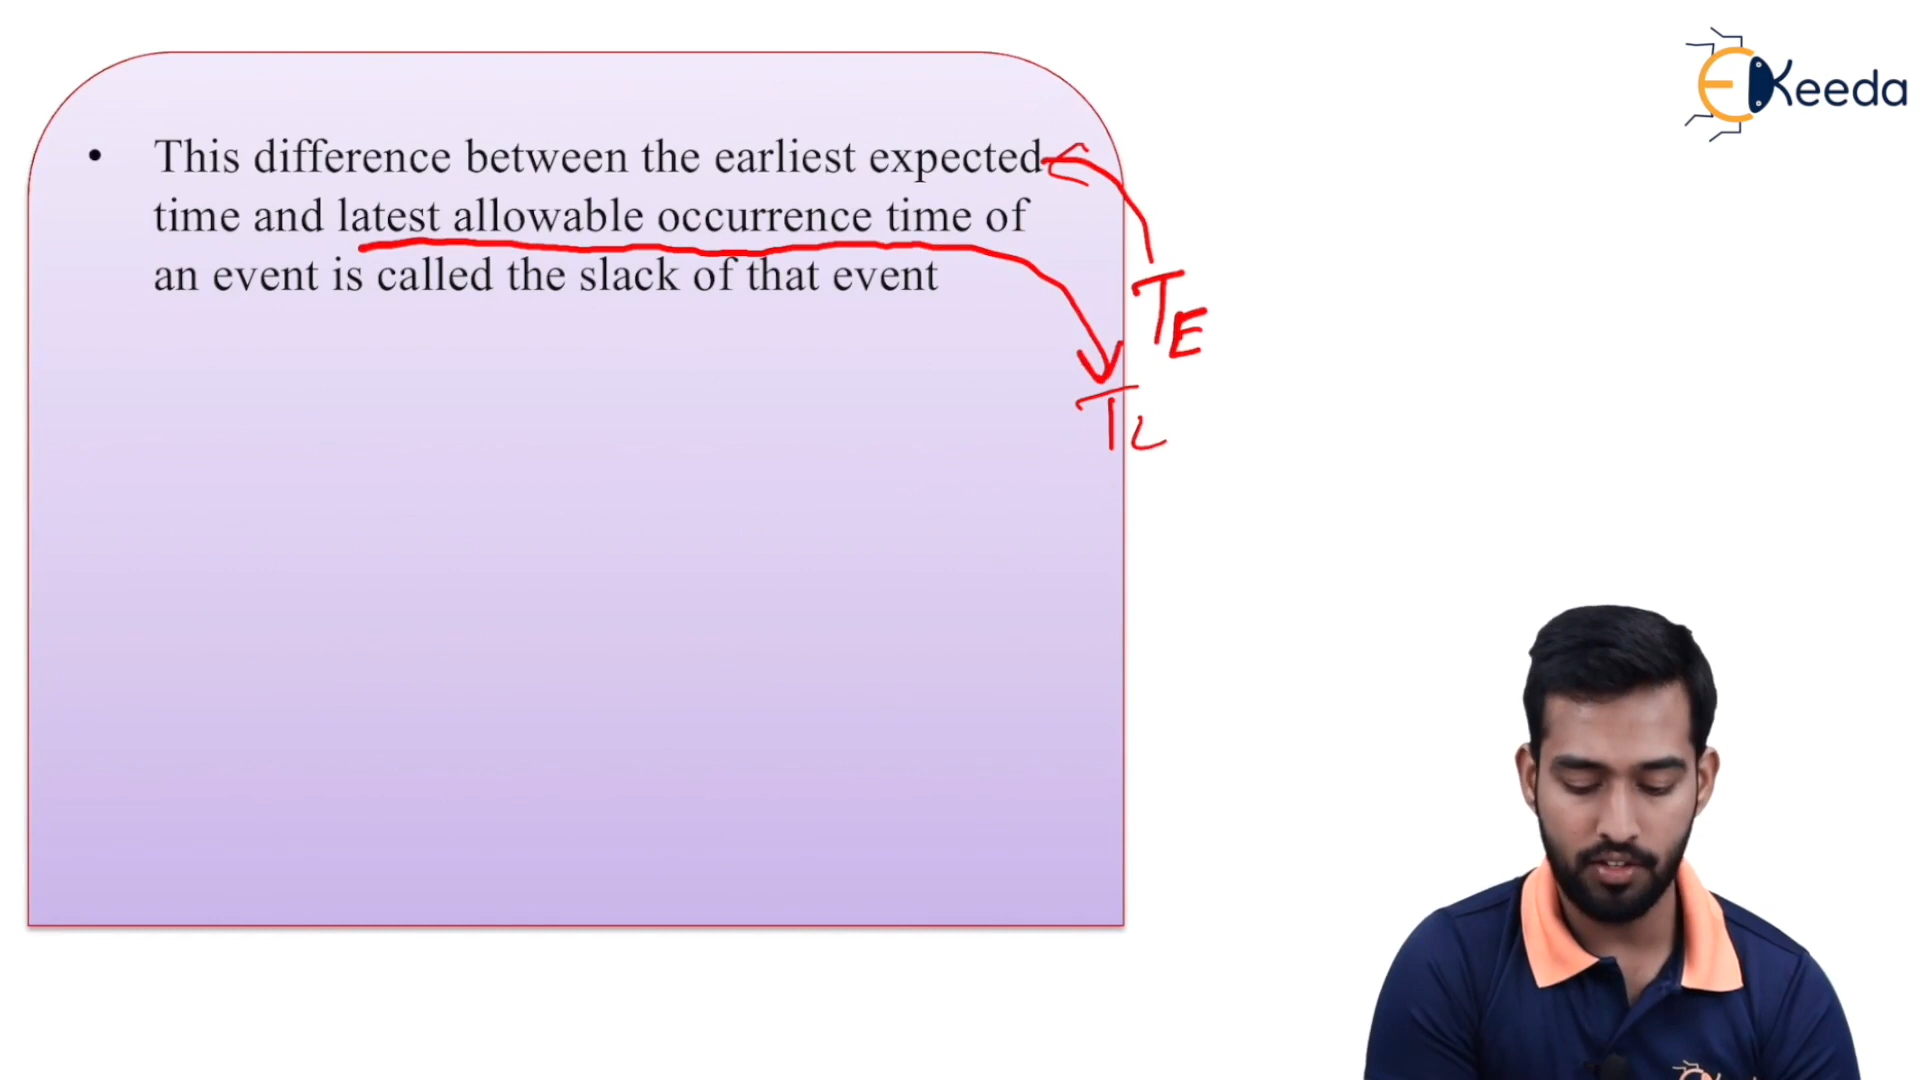 Keeda
• This difference between the earliest expected
time and latest allowable occurrence time of
an event is called the slack of that event
TE
TL